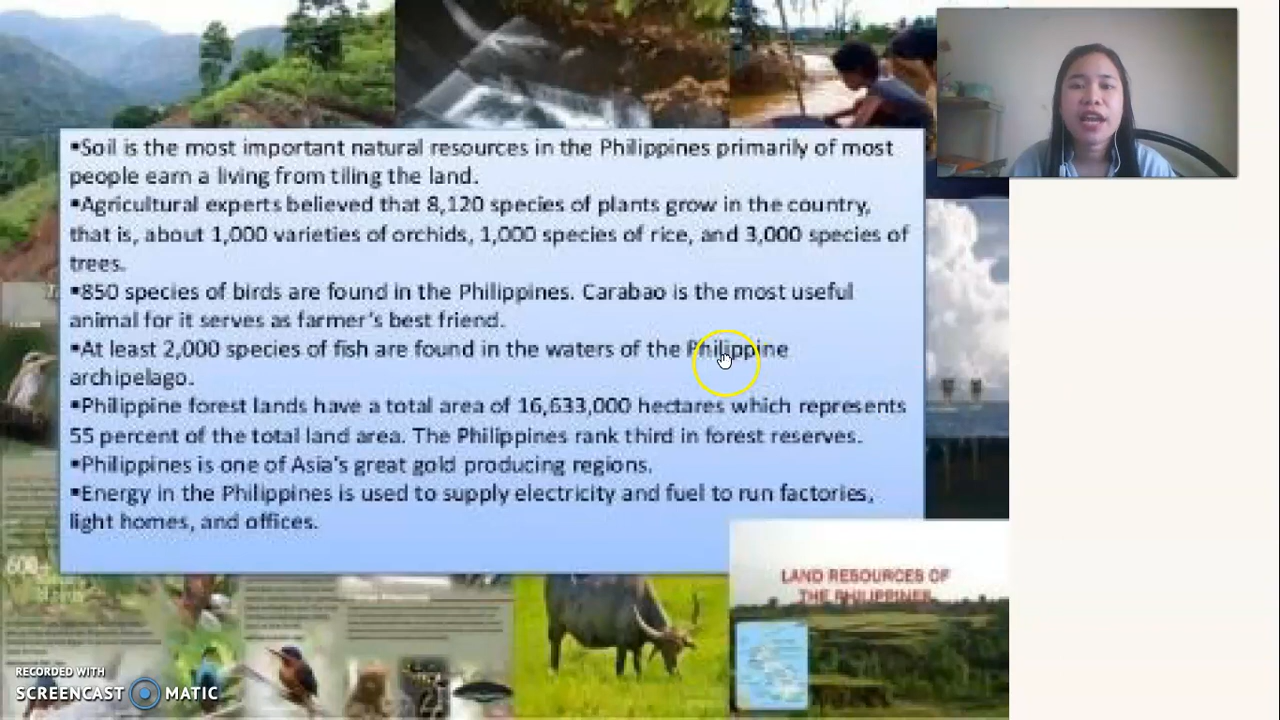 ▪Soil is the most important natural resources in the Philippines primarily of most
people earn a living from tiling the land.
▪Agricultural experts believed that 8,120 species of plants grow in the country,
that is, about 1,000 varieties of orchids, 1,000 species of rice, and 3,000 species of
trees.
▪850 species of birds are found in the Philippines. Carabao is the most useful
animal for it serves as farmer's best friend.
▪At least 2,000 species of fish are found in the waters of the Philippine
archipelago.
▪Philippine forest lands have a total area of 16,633,000 hectares which represents
55 percent of the total land area. The Philippines rank third in forest reserves.
▪Philippines is one of Asia's great gold producing regions.
▪Energy in the Philippines is used to supply electricity and fuel to run factories,
light homes, and offices.
600+
LAND RESOURCES OF
THE PHILIPPINES
RECORDED WITH
SCREENCAST MATIC